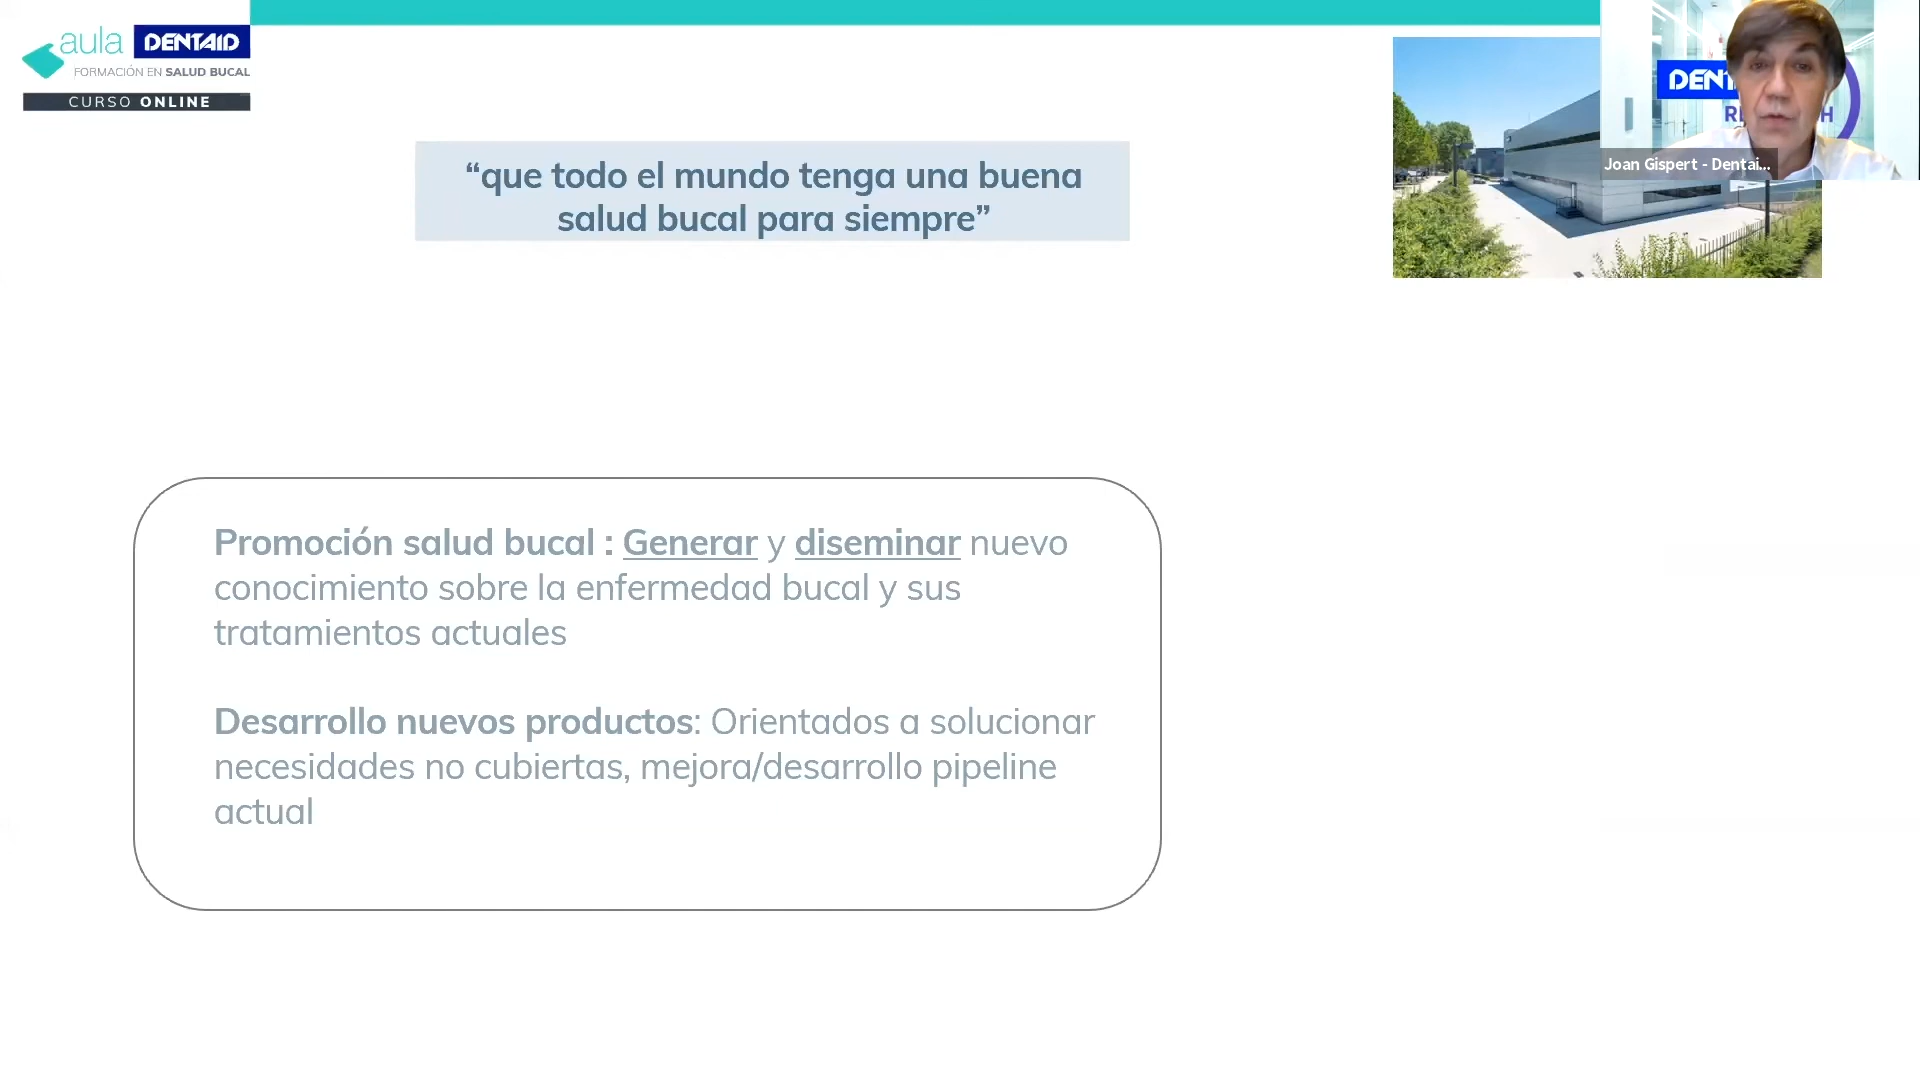 aula DENTAID
FORMACIÓN EN SALUD BUCAL
CURSO ONLINE
“que todo el mundo tenga una buena
salud bucal para siempre”
Joan Gispert - Dentai...
Promoción salud bucal : Generar y diseminar nuevo
conocimiento sobre la enfermedad bucal y sus
tratamientos actuales
Desarrollo nuevos productos: Orientados a solucionar
necesidades no cubiertas, mejora/desarrollo pipeline
actual